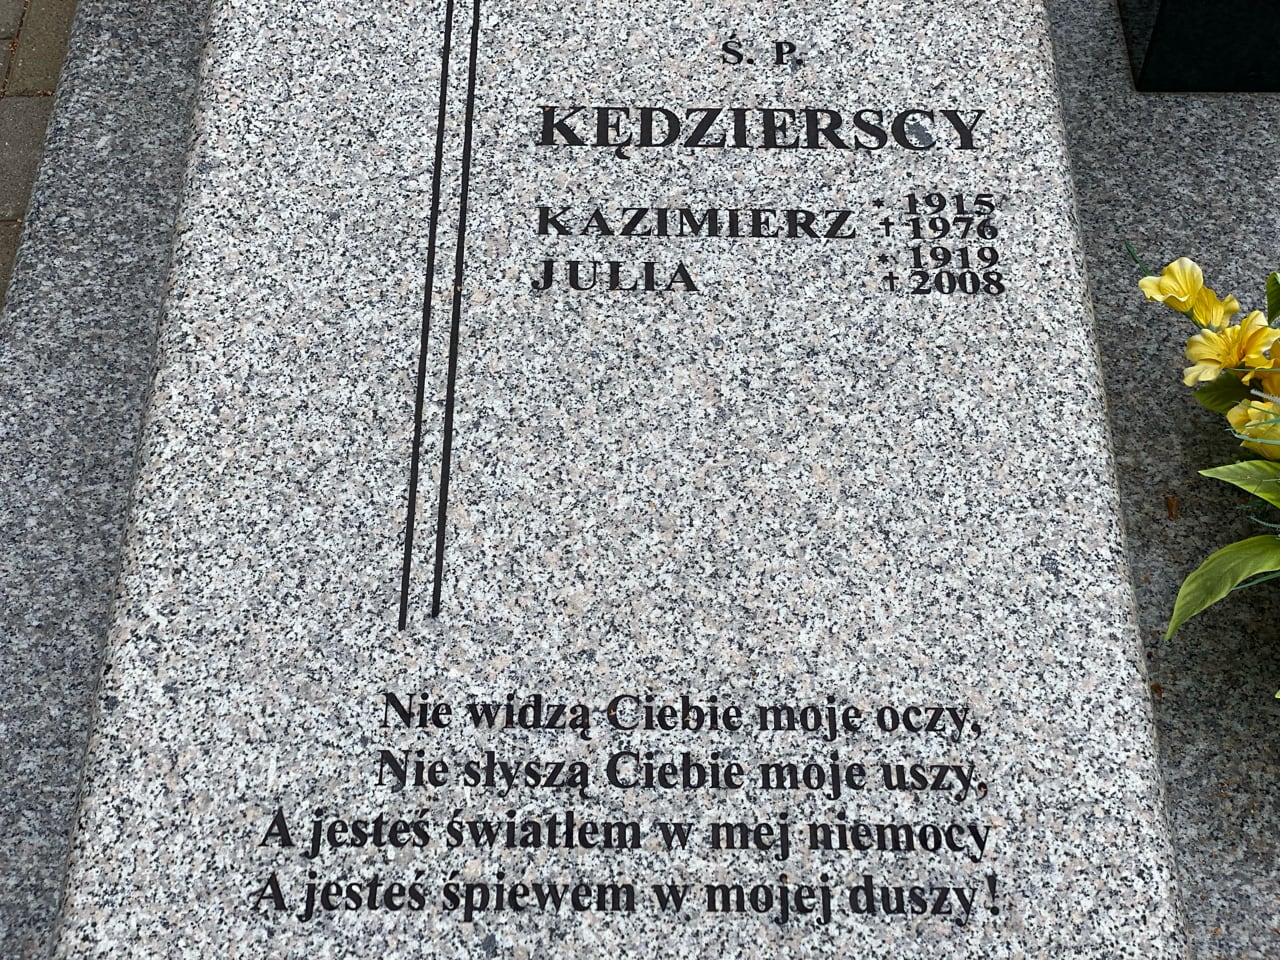 Ś. P.
KĘDZIERSCY
KAZIMIERZ * 1915
† 1976
JULIA * 1919
† 2008
Nie widzą Ciebie moje oczy,
Nie słyszą Ciebie moje uszy,
A jesteś światłem w mej niemocy
A jesteś śpiewem w mojej duszy!